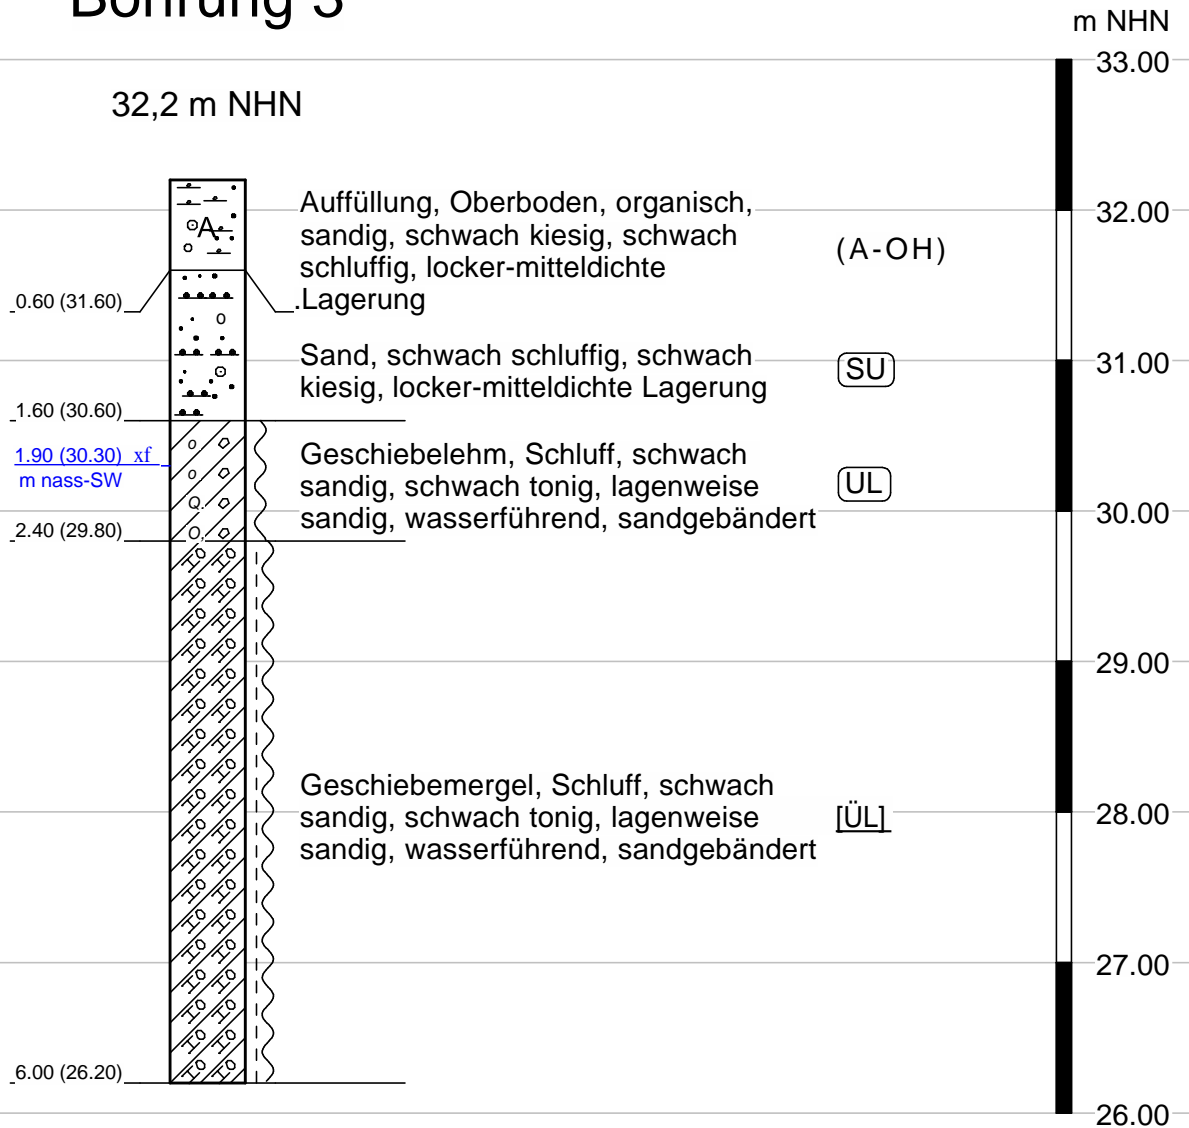 Bohrung 3
m NHN
33.00
32,2 m NHN
Auffüllung, Oberboden, organisch,
sandig, schwach kiesig, schwach
schluffig, locker-mitteldichte
Lagerung
(A-OH)
32.00
A
0.60 (31.60)
Sand, schwach schluffig, schwach
kiesig, locker-mitteldichte Lagerung
SU
31.00
1.60 (30.60)
1.90 (30.30) xf
m nass-SW
Geschiebelehm, Schluff, schwach
sandig, schwach tonig, lagenweise
sandig, wasserführend, sandgebändert
UL
30.00
2.40 (29.80)
29.00
Geschiebemergel, Schluff, schwach
sandig, schwach tonig, lagenweise
sandig, wasserführend, sandgebändert
[ÜL]
28.00
27.00
6.00 (26.20)
26.00